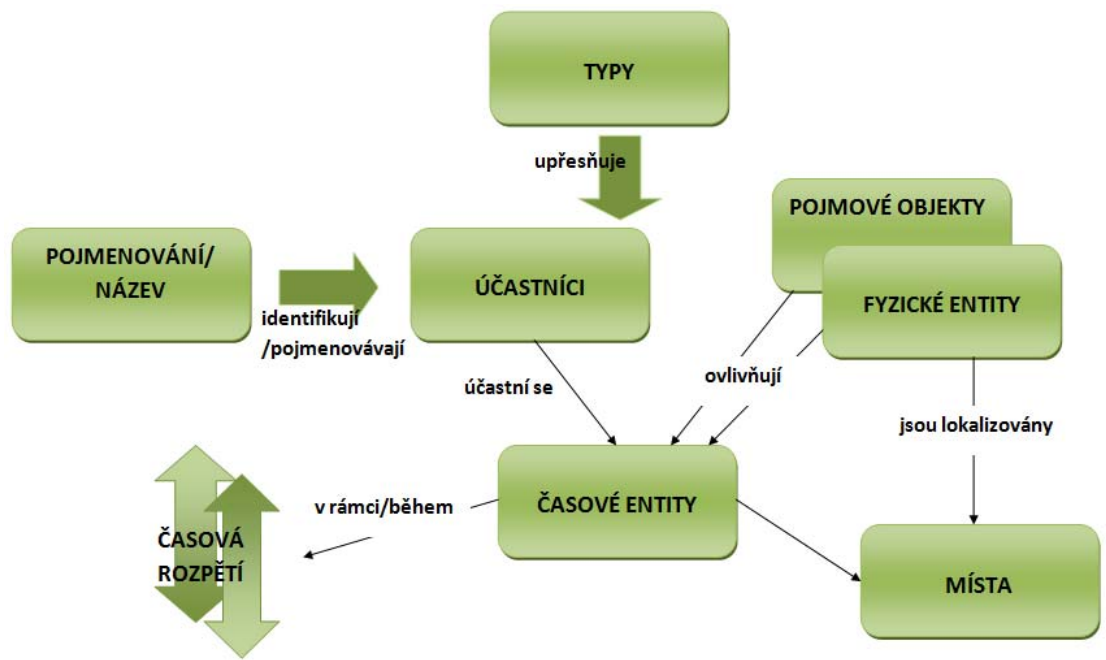 TYPY
upřesňuje
POJMOVÉ OBJEKTY
POJMENOVÁNÍ/
NÁZEV
ÚČASTNÍCI
FYZICKÉ ENTITY
identifikují
/pojmenovávají
účastní se
ovlivňují
jsou lokalizovány
v rámci/během
ČASOVÉ ENTITY
ČASOVÁ
ROZPĚTÍ
MÍSTA